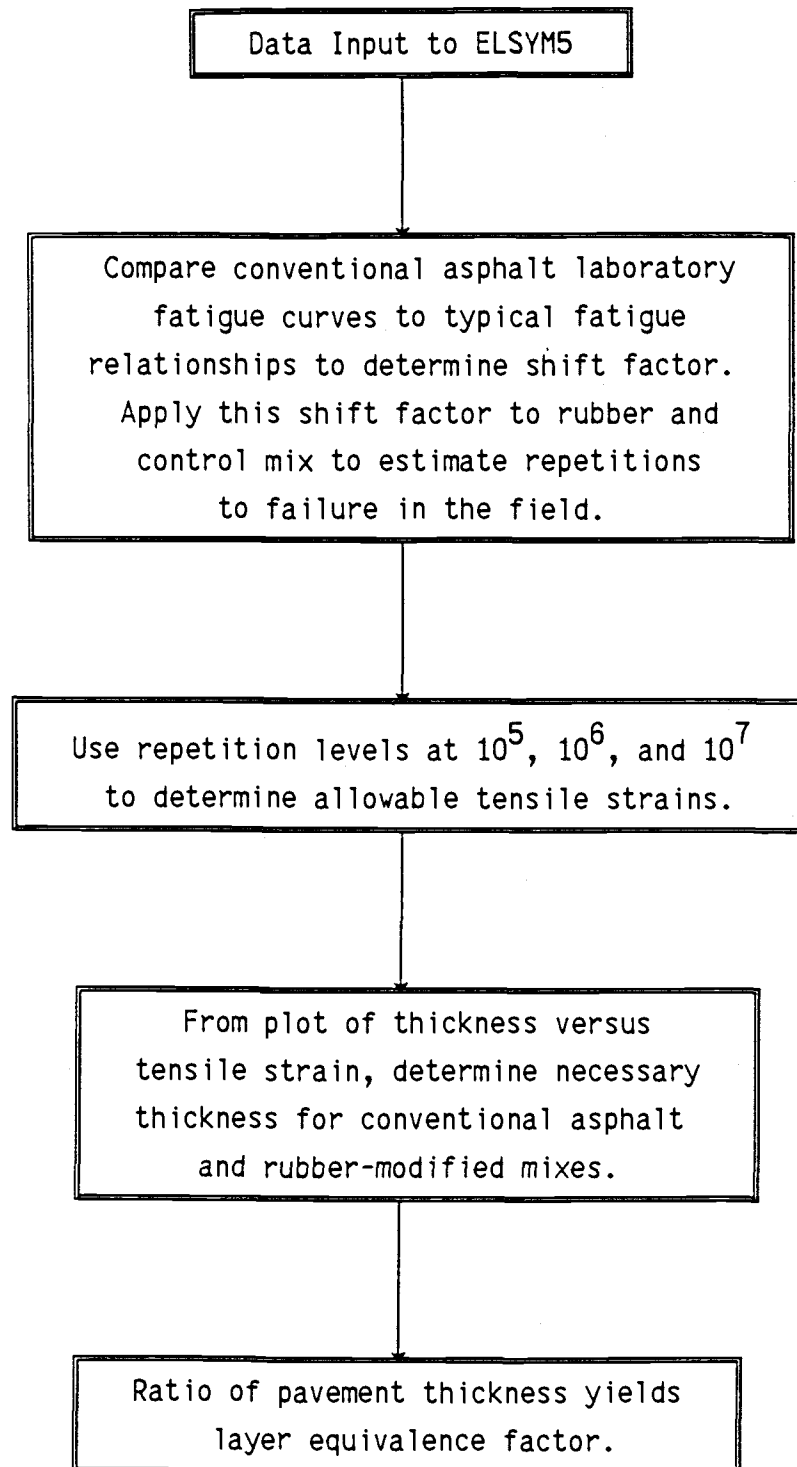 Data Input to ELSYM5
Compare conventional asphalt laboratory
fatigue curves to typical fatigue
relationships to determine shift factor.
Apply this shift factor to rubber and
control mix to estimate repetitions
to failure in the field.
Use repetition levels at 10⁵, 10⁶, and 10⁷
to determine allowable tensile strains.
From plot of thickness versus
tensile strain, determine necessary
thickness for conventional asphalt
and rubber-modified mixes.
Ratio of pavement thickness yields
layer equivalence factor.